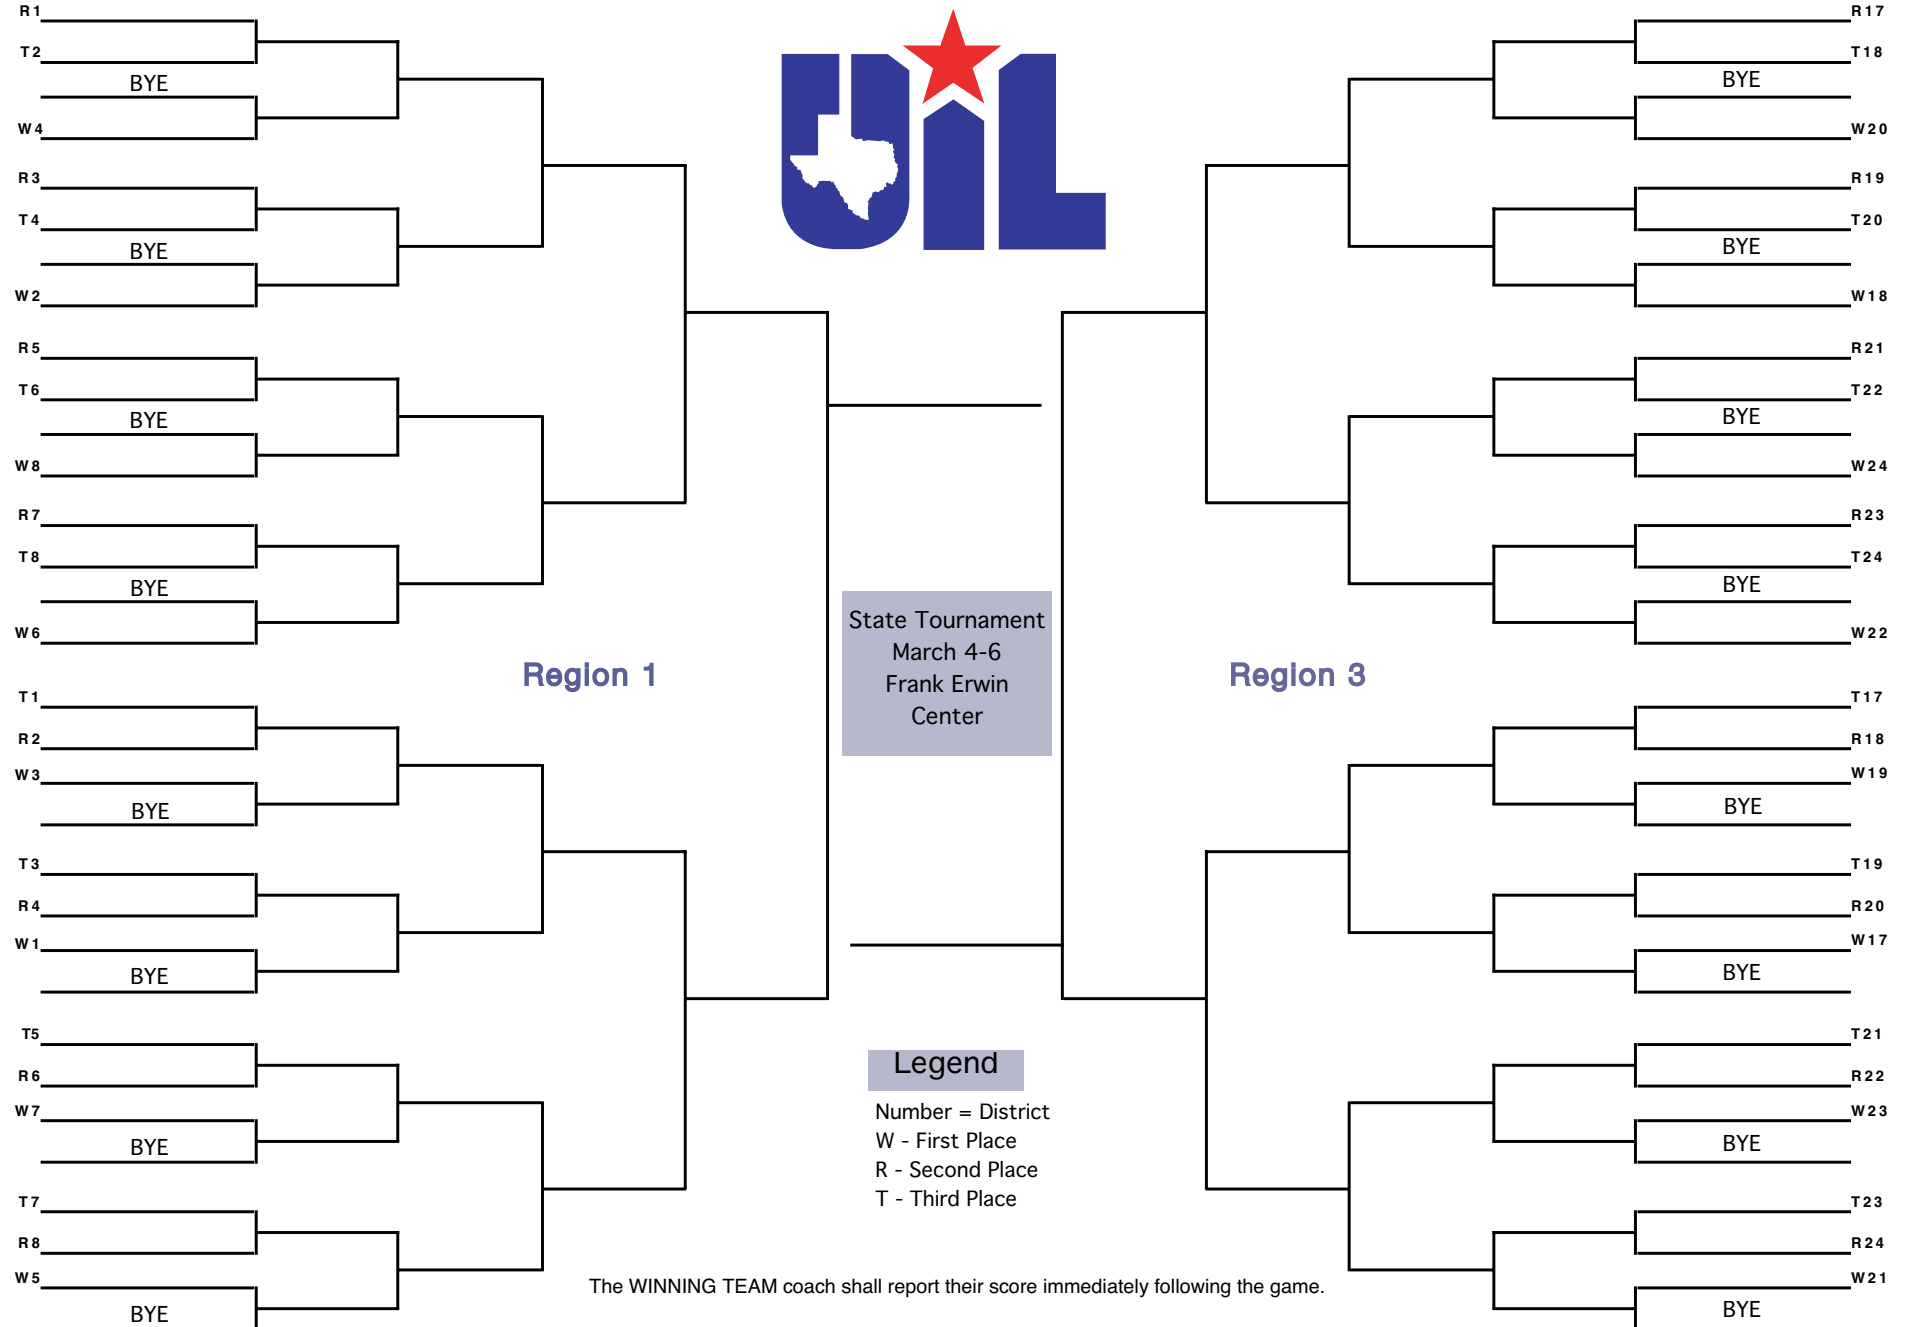 R1
T2
BYE
W4
R3
T4
BYE
W2
R5
T6
BYE
W8
R7
T8
BYE
W6
Region 1
T1
R2
W3
BYE
T3
R4
W1
BYE
T5
R6
W7
BYE
T7
R8
W5
BYE
UiL
State Tournament
March 4-6
Frank Erwin
Center
Legend
Number = District
W - First Place
R - Second Place
T - Third Place
The WINNING TEAM coach shall report their score immediately following the game.
R17
T18
BYE
W20
R19
T20
BYE
W18
R21
T22
BYE
W24
R23
T24
BYE
W22
Region 3
T17
R18
W19
BYE
T19
R20
W17
BYE
T21
R22
W23
BYE
T23
R24
W21
BYE